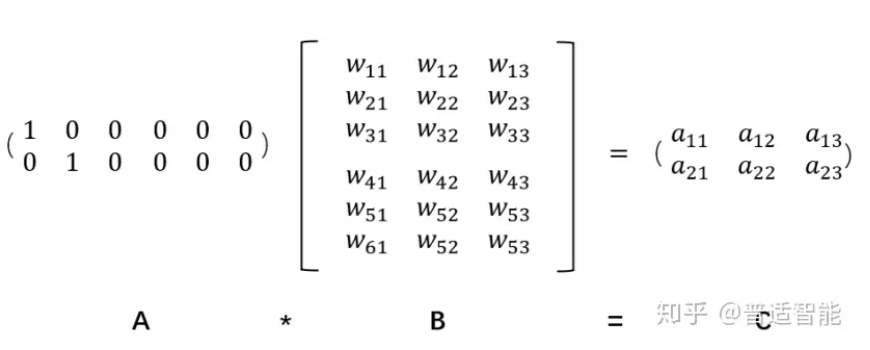 w₁₁ w₁₂ w₁₃
w₂₁ w₂₂ w₂₃
( 1 0 0 0 0 0 ) w₃₁ w₃₂ w₃₃ = ( a₁₁ a₁₂ a₁₃ )
0 1 0 0 0 0 w₄₁ w₄₂ w₄₃ a₂₁ a₂₂ a₂₃
w₅₁ w₅₂ w₅₃
w₆₁ w₅₂ w₅₃
A * B = C
知乎 @普适智能